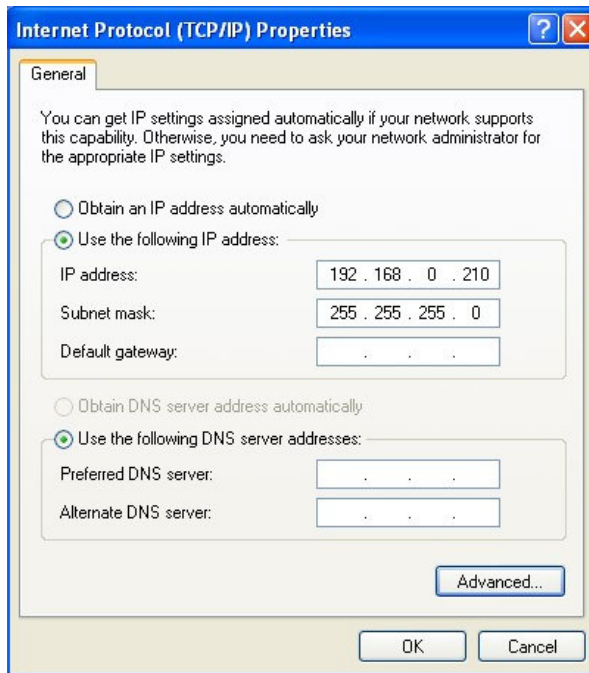 Internet Protocol (TCP/IP) Properties
General
You can get IP settings assigned automatically if your network supports
this capability. Otherwise, you need to ask your network administrator for
the appropriate IP settings.
Obtain an IP address automatically
Use the following IP address:
IP address: 192 . 168 . 0 . 210
Subnet mask: 255 . 255 . 255 . 0
Default gateway: . . .
Obtain DNS server address automatically
Use the following DNS server addresses:
Preferred DNS server: . . .
Alternate DNS server: . . .
Advanced...
OK Cancel